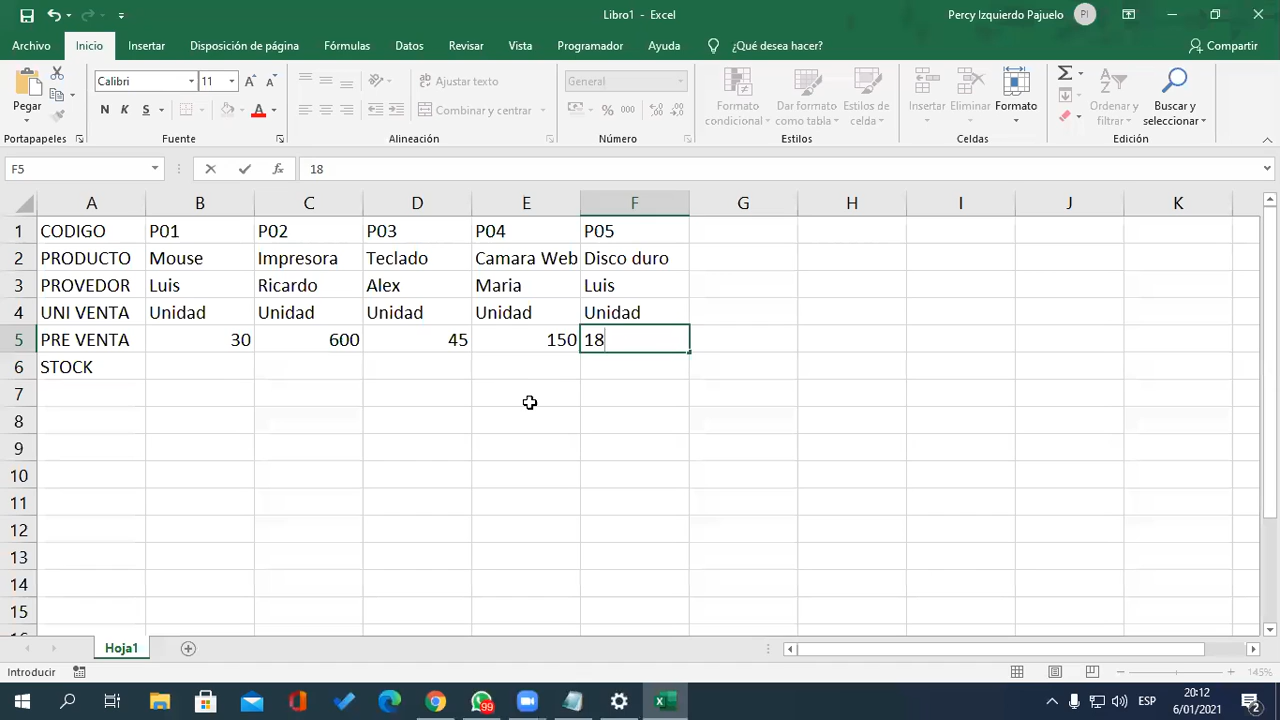 Libro1 - Excel
Percy Izquierdo Pajuelo PI
Archivo Inicio Insertar Disposición de página Fórmulas Datos Revisar Vista Programador Ayuda ¿Qué desea hacer? Compartir
Calibri 11 Ajustar texto General
Pegar N K S A Combinar y centrar % 000 Formato condicional Dar formato como tabla Estilos de celda Insertar Eliminar Formato Ordenar y filtrar Buscar y seleccionar
Portapapeles Fuente Alineación Número Estilos Celdas Edición
F5 fx 18
A B C D E F G H I J K
1 CODIGO P01 P02 P03 P04 P05
2 PRODUCTO Mouse Impresora Teclado Camara Web Disco duro
3 PROVEDOR Luis Ricardo Alex Maria Luis
4 UNI VENTA Unidad Unidad Unidad Unidad Unidad
5 PRE VENTA 30 600 45 150 18
6 STOCK
7
8
9
10
11
12
13
14
15
Hoja1
Introducir 145%
99 ESP 20:12
6/01/2021 2